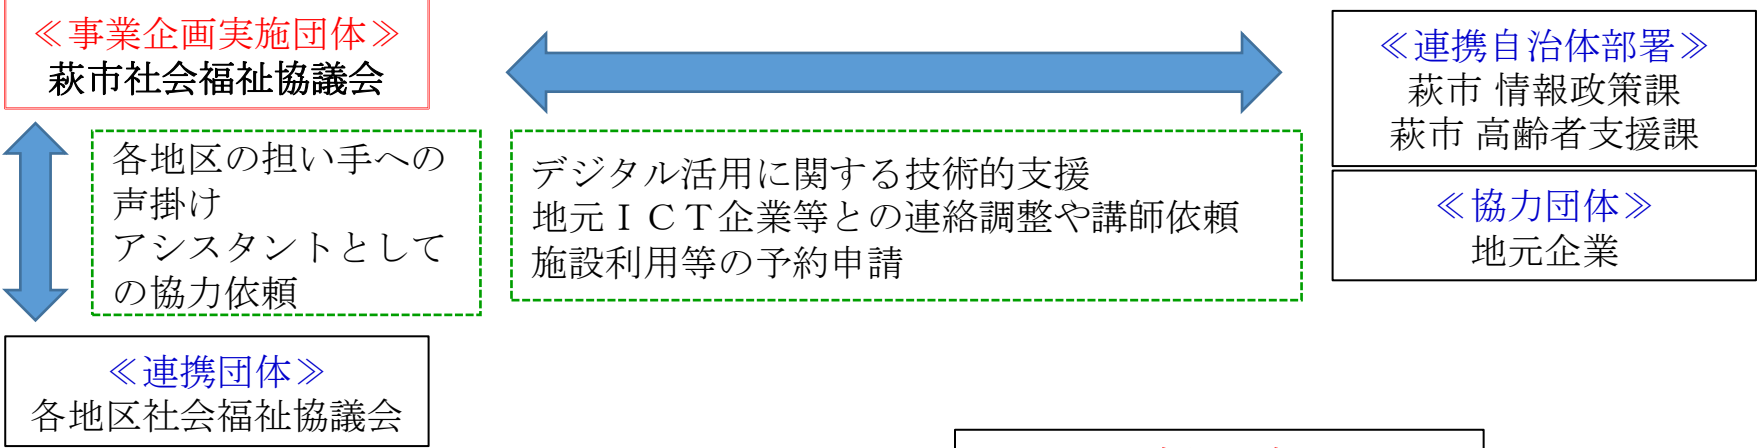 ≪事業企画実施団体≫
萩市社会福祉協議会
≪連携自治体部署≫
萩市 情報政策課
萩市 高齢者支援課
各地区の担い手への
声掛け
アシスタントとして
の協力依頼
デジタル活用に関する技術的支援
地元ＩＣＴ企業等との連絡調整や講師依頼
施設利用等の予約申請
≪協力団体≫
地元企業
≪連携団体≫
各地区社会福祉協議会